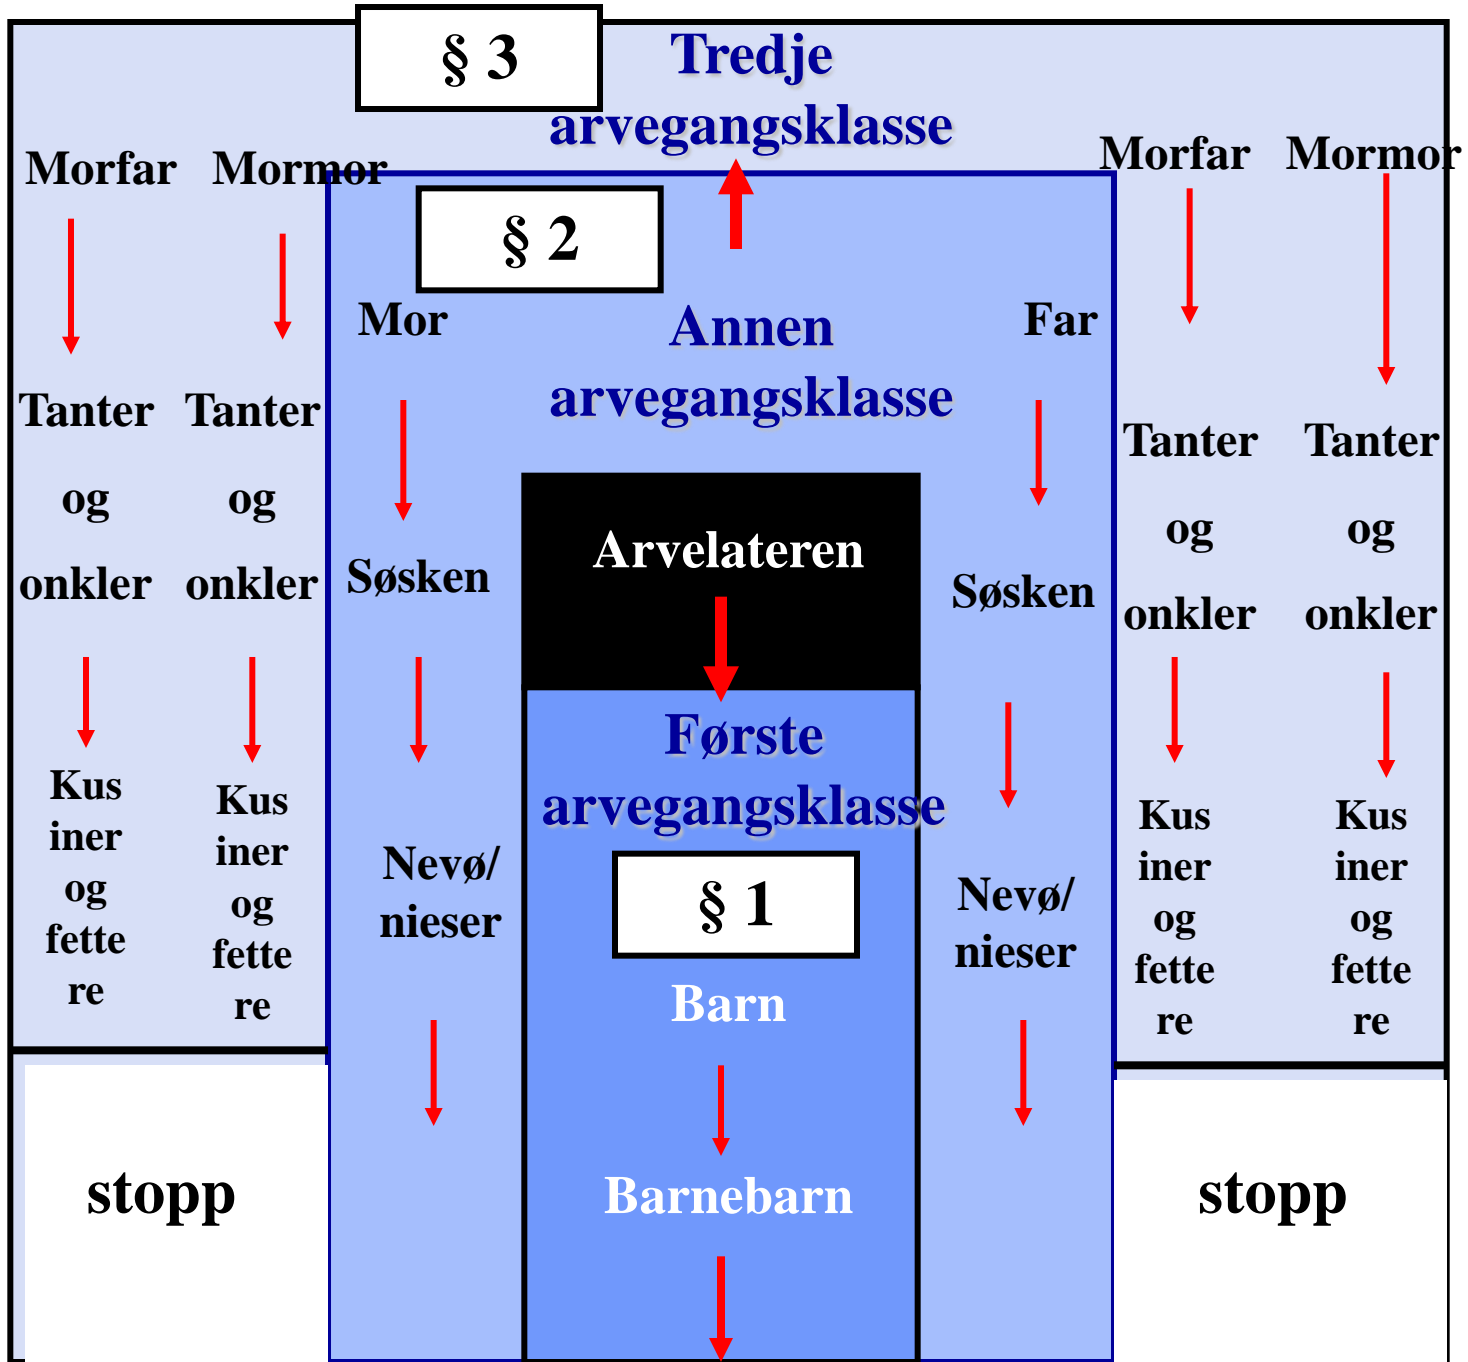 § 3
Tredje
arvegangsklasse
Morfar
Mormor
Morfar
Mormor
§ 2
Mor
Annen
arvegangsklasse
Far
Tanter
og
onkler
Tanter
og
onkler
Søsken
Arvelateren
Søsken
Tanter
og
onkler
Tanter
og
onkler
Kus
iner
og
fette
re
Kus
iner
og
fette
re
Nevø/
nieser
Første
arvegangsklasse
§ 1
Barn
Barnebarn
Nevø/
nieser
Kus
iner
og
fette
re
Kus
iner
og
fette
re
stopp
stopp